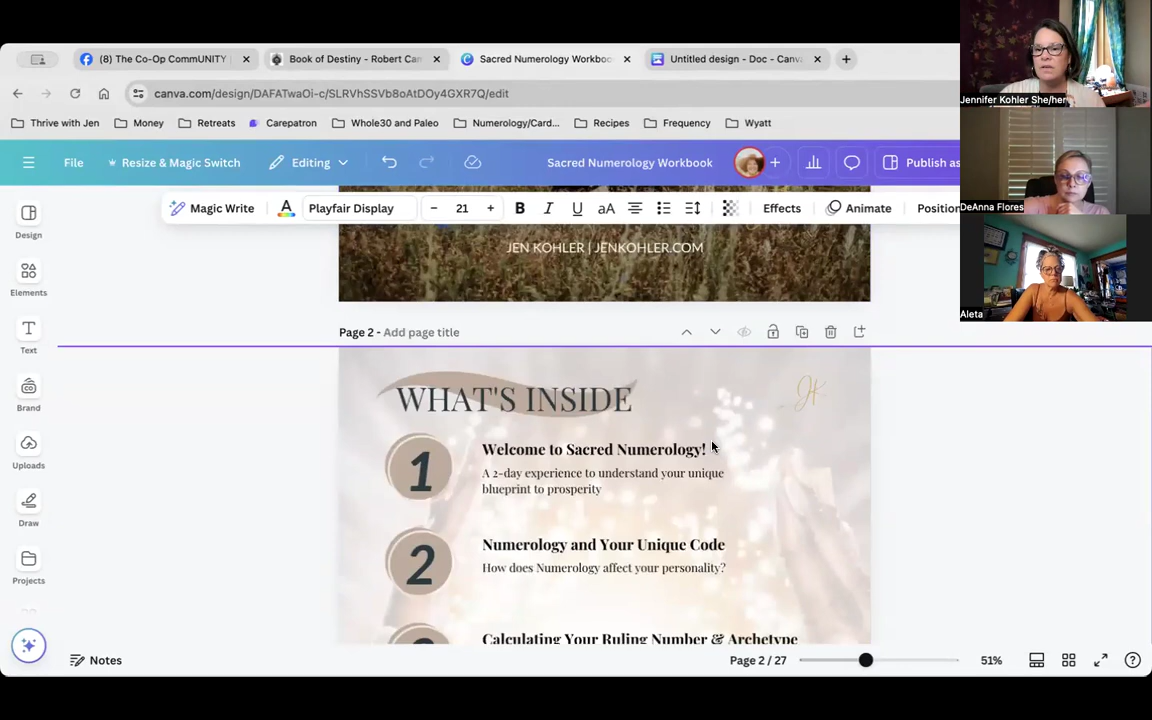 (8) The Co-Op CommUNITY
Book of Destiny - Robert Cam
Sacred Numerology Workboo
Untitled design - Doc - Canva
canva.com/design/DAFATwaOi-c/SLRVhSSVb8oAtDOy4GXR7Q/edit
Thrive with Jen
Money
Retreats
Carepatron
Whole30 and Paleo
Numerology/Card...
Recipes
Frequency
Wyatt
File
Resize & Magic Switch
Editing
Sacred Numerology Workbook
Publish as
Magic Write
A
Playfair Display
− 21 +
B I U aA
Effects
Animate
Position
Design
Elements
Text
Brand
Uploads
Draw
Projects
JEN KOHLER | JENKOHLER.COM
Page 2 - Add page title
WHAT'S INSIDE
JK
1
Welcome to Sacred Numerology!
A 2-day experience to understand your unique
blueprint to prosperity
2
Numerology and Your Unique Code
How does Numerology affect your personality?
Calculating Your Ruling Number & Archetype
Notes
Page 2 / 27
51%
Jennifer Kohler She/her
DeAnna Flores
Aleta